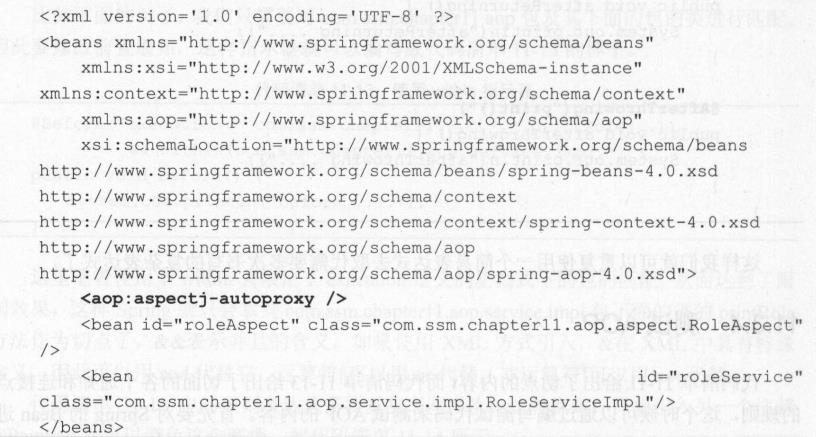 <?xml version='1.0' encoding='UTF-8' ?>
<beans xmlns="http://www.springframework.org/schema/beans"
xmlns:xsi="http://www.w3.org/2001/XMLSchema-instance"
xmlns:context="http://www.springframework.org/schema/context"
xmlns:aop="http://www.springframework.org/schema/aop"
xsi:schemaLocation="http://www.springframework.org/schema/beans
http://www.springframework.org/schema/beans/spring-beans-4.0.xsd
http://www.springframework.org/schema/context
http://www.springframework.org/schema/context/spring-context-4.0.xsd
http://www.springframework.org/schema/aop
http://www.springframework.org/schema/aop/spring-aop-4.0.xsd">
<aop:aspectj-autoproxy />
<bean id="roleAspect" class="com.ssm.chapter11.aop.aspect.RoleAspect"
/>
<bean id="roleService"
class="com.ssm.chapter11.aop.service.impl.RoleServiceImpl"/>
</beans>